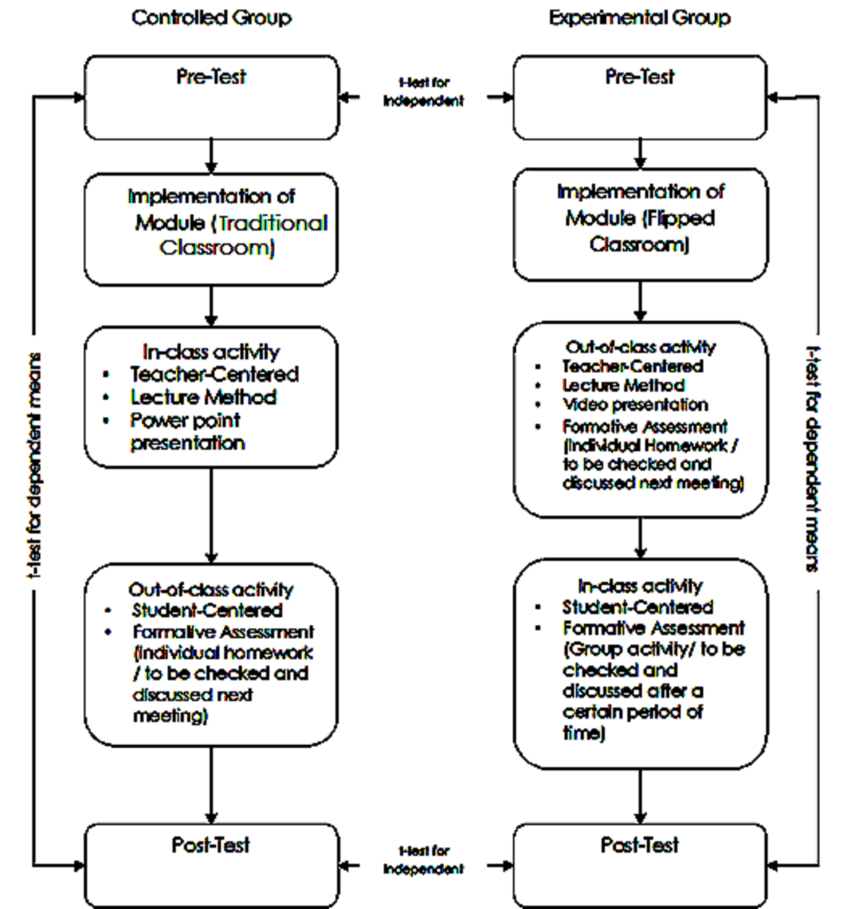 Controlled Group
Pre-Test
Implementation of
Module (Traditional
Classroom)
In-class activity
• Teacher-Centered
• Lecture Method
• Power point
presentation
Out-of-class activity
• Student-Centered
• Formative Assessment
(Individual homework
/ to be checked and
discussed next
meeting)
Post-Test
t-test for dependent means
t-test for
Independent
t-test for
Independent
Experimental Group
Pre-Test
Implementation of
Module (Flipped
Classroom)
Out-of-class activity
• Teacher-Centered
• Lecture Method
• Video presentation
• Formative Assessment
(Individual Homework /
to be checked and
discussed next meeting)
In-class activity
• Student-Centered
• Formative Assessment
(Group activity/ to be
checked and
discussed after a
certain period of
time)
Post-Test
t-test for dependent means